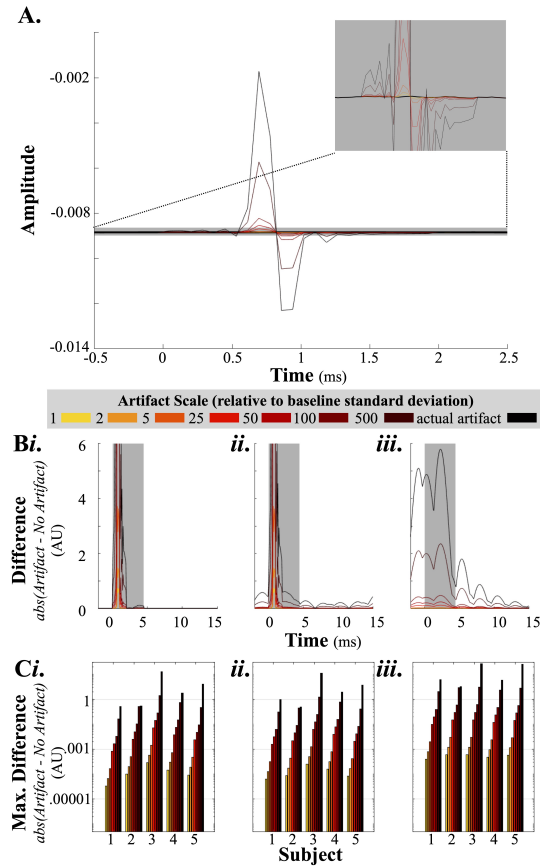 A.
Amplitude
-0.002
-0.008
-0.014
-0.5 0 0.5 1 1.5 2 2.5
Time (ms)
Artifact Scale (relative to baseline standard deviation)
1 2 5 25 50 100 500 actual artifact
Bi. ii. iii.
Difference
abs(Artifact - No Artifact)
(AU)
6
4
2
0
0 5 10 15 0 5 10 15 0 5 10 15
Time (ms)
Ci. ii. iii.
Max. Difference
abs(Artifact - No Artifact)
(AU)
1
.001
.00001
1 2 3 4 5 1 2 3 4 5 1 2 3 4 5
Subject